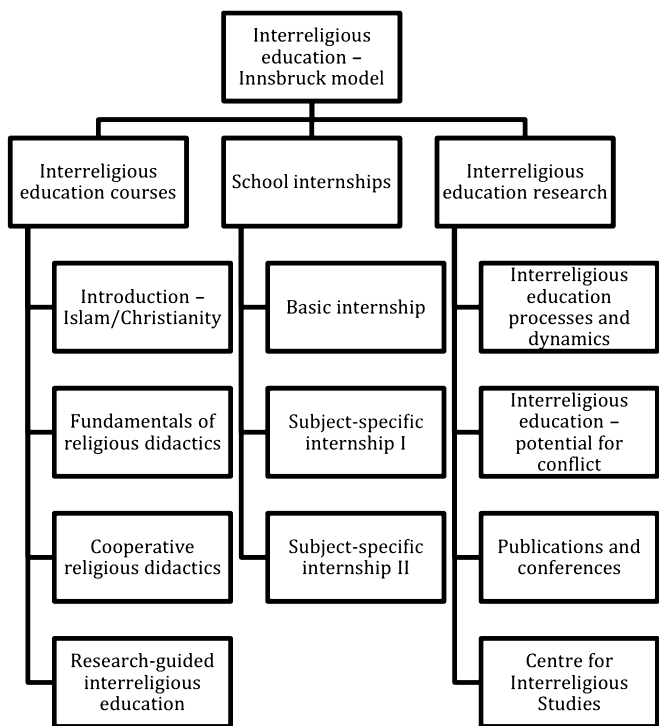 Interreligious
education –
Innsbruck model
Interreligious
education courses
School internships
Interreligious
education research
Introduction –
Islam/Christianity
Fundamentals of
religious didactics
Cooperative
religious didactics
Research-guided
interreligious
education
Basic internship
Subject-specific
internship I
Subject-specific
internship II
Interreligious
education
processes and
dynamics
Interreligious
education –
potential for
conflict
Publications and
conferences
Centre for
Interreligious
Studies